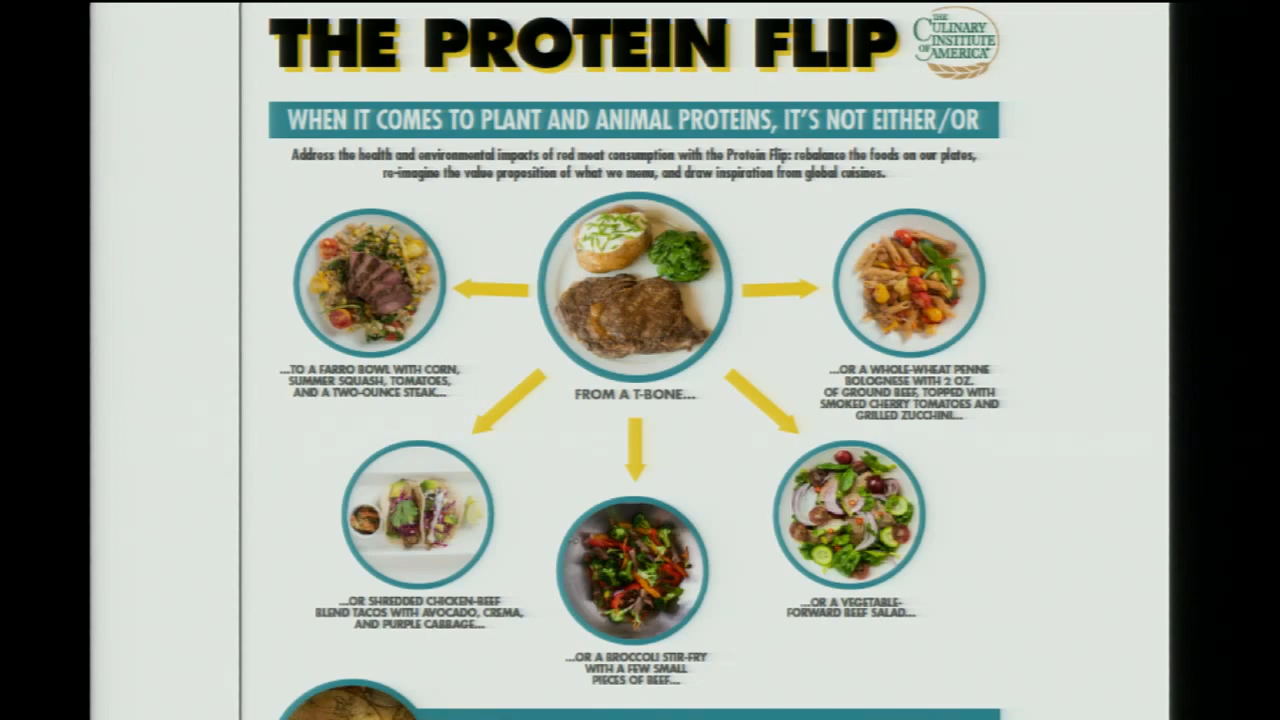 THE PROTEIN FLIP
THE
CULINARY
INSTITUTE
OF AMERICA
WHEN IT COMES TO PLANT AND ANIMAL PROTEINS, IT'S NOT EITHER/OR
Address the health and environmental impacts of red meat consumption with the Protein Flip: rebalance the foods on our plates,
re-imagine the value proposition of what we menu, and draw inspiration from global cuisines.
...TO A FARRO BOWL WITH CORN,
SUMMER SQUASH, TOMATOES,
AND A TWO-OUNCE STEAK...
FROM A T-BONE...
...OR A WHOLE-WHEAT PENNE
BOLOGNESE WITH 2 OZ.
OF GROUND BEEF, TOPPED WITH
SMOKED CHERRY TOMATOES AND
GRILLED ZUCCHINI...
...OR SHREDDED CHICKEN-BEEF
BLEND TACOS WITH AVOCADO, CREMA,
AND PURPLE CABBAGE...
...OR A BROCCOLI STIR-FRY
WITH A FEW SMALL
PIECES OF BEEF...
...OR A VEGETABLE-
FORWARD BEEF SALAD...